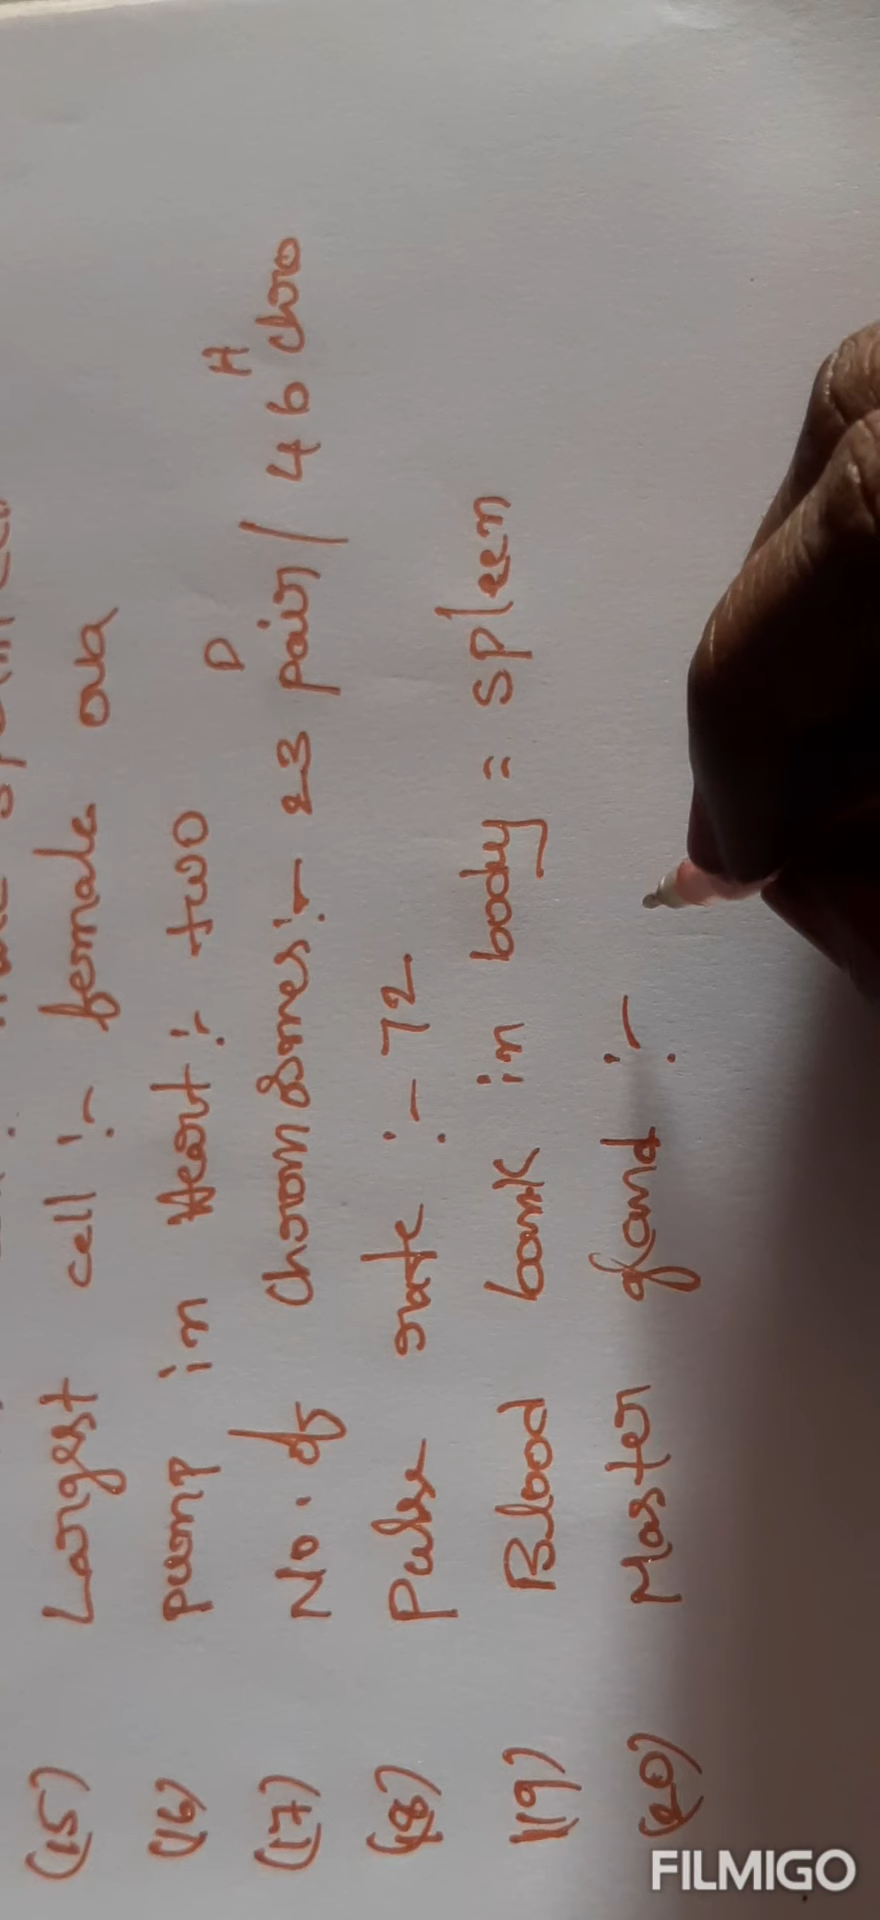 (15) Largest cell :- female ova
(16) pump in Heart :- two
(17) No. of chromosomes :- 23 pair / 46 chro
D H
(18) Pulse rate :- 72
(19) Blood bank in body = spleen
(20) Master gland :-
FILMIGO